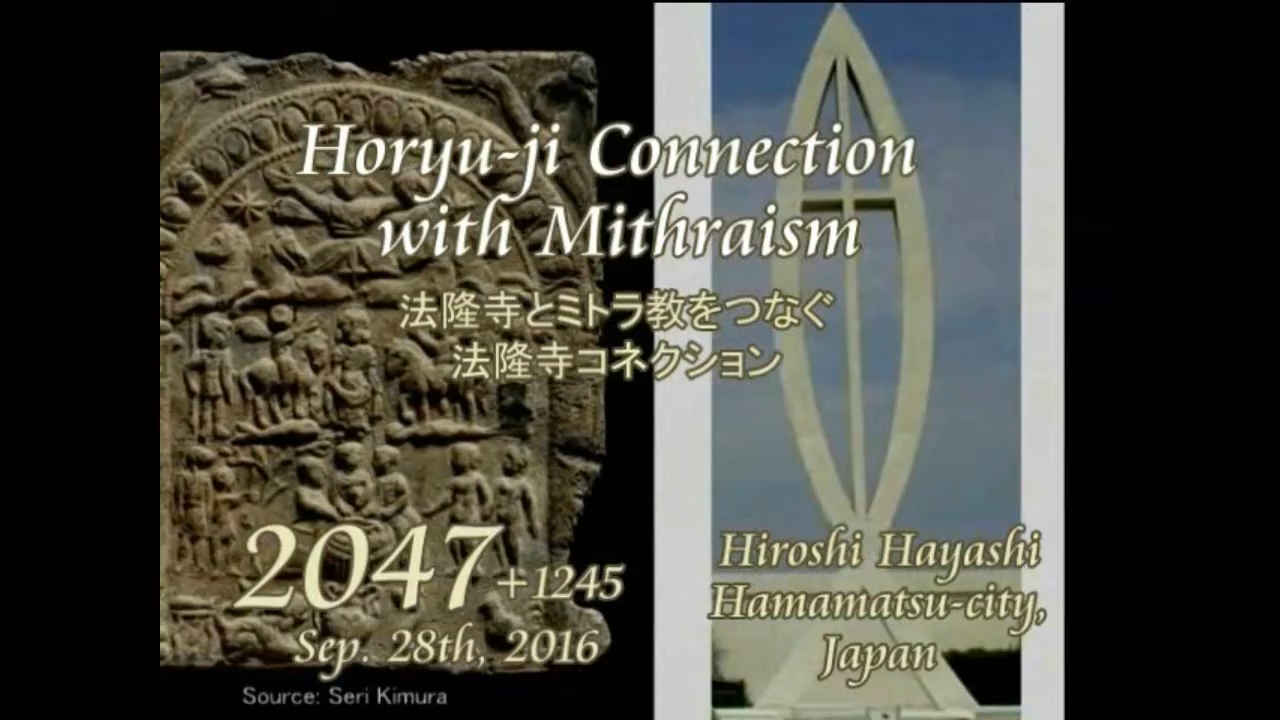 Horyu-ji Connection
with Mithraism
法隆寺とミトラ教をつなぐ
法隆寺コネクション
2047+1245
Sep. 28th, 2016
Source: Seri Kimura
Hiroshi Hayashi
Hamamatsu-city,
Japan